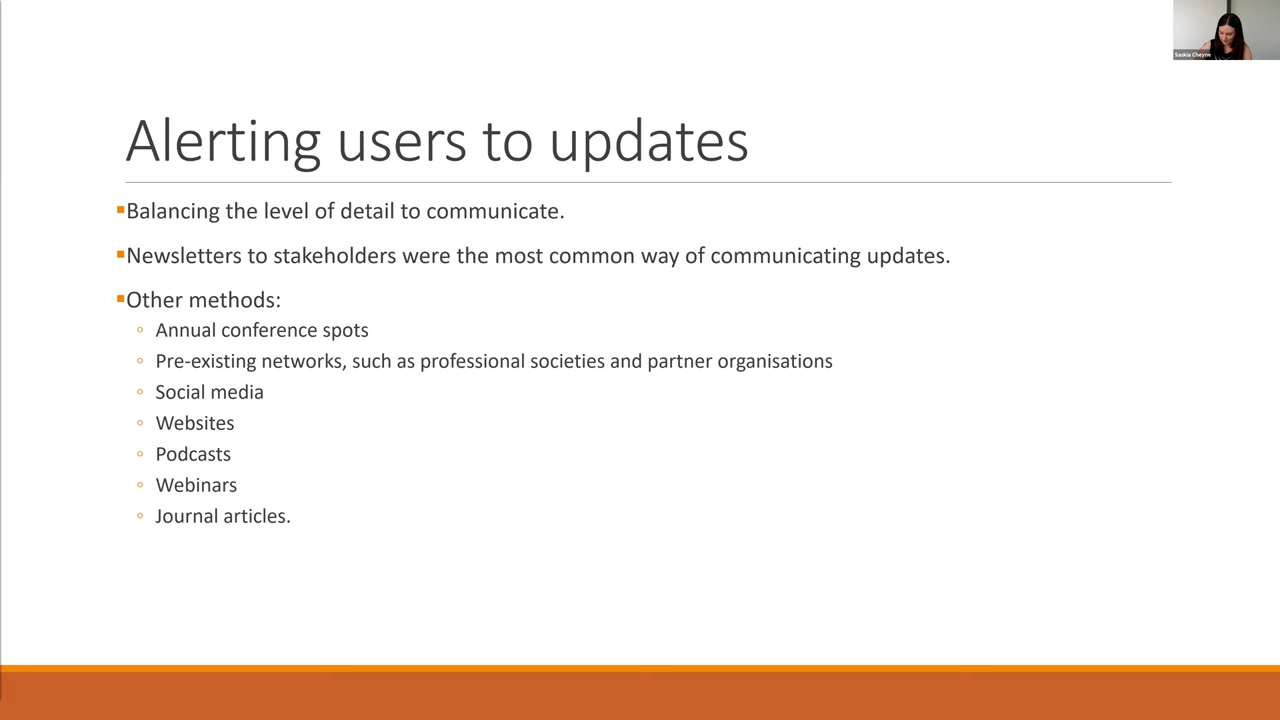 Saskia Cheyne
Alerting users to updates
Balancing the level of detail to communicate.
Newsletters to stakeholders were the most common way of communicating updates.
Other methods:
Annual conference spots
Pre-existing networks, such as professional societies and partner organisations
Social media
Websites
Podcasts
Webinars
Journal articles.